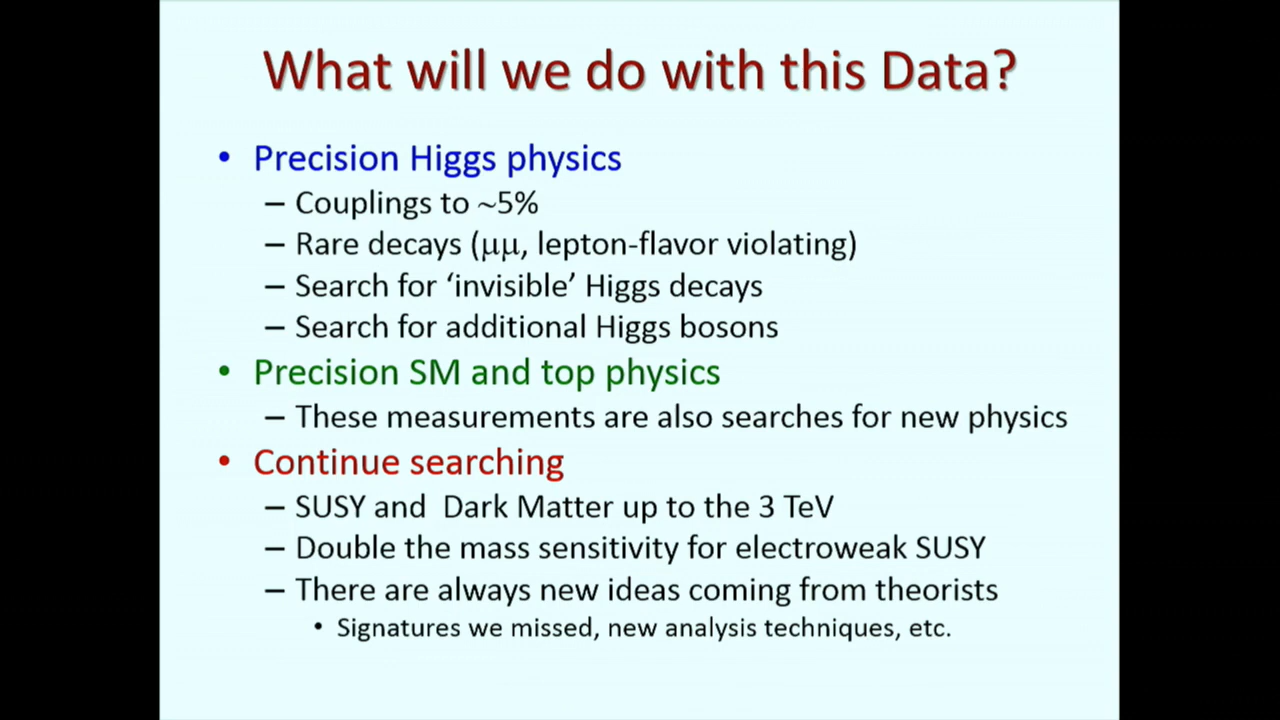 What will we do with this Data?
• Precision Higgs physics
– Couplings to ~5%
– Rare decays (μμ, lepton-flavor violating)
– Search for ‘invisible’ Higgs decays
– Search for additional Higgs bosons
• Precision SM and top physics
– These measurements are also searches for new physics
• Continue searching
– SUSY and  Dark Matter up to the 3 TeV
– Double the mass sensitivity for electroweak SUSY
– There are always new ideas coming from theorists
• Signatures we missed, new analysis techniques, etc.